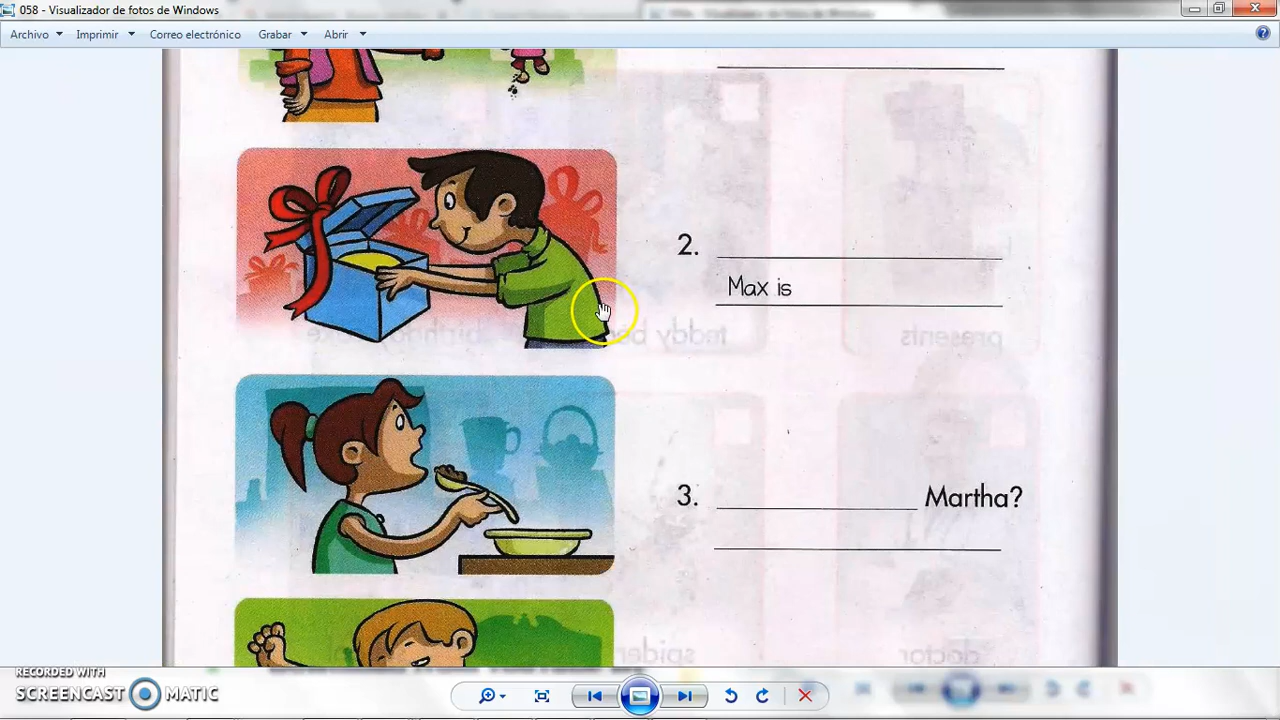 058 - Visualizador de fotos de Windows
Archivo Imprimir Correo electrónico Grabar Abrir
2.
Max is
3. Martha?
RECORDED WITH
SCREENCAST MATIC